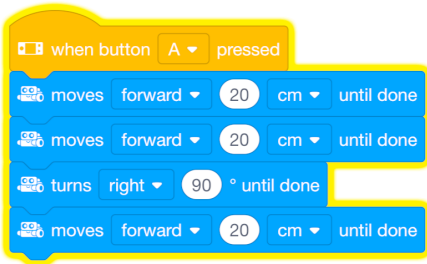 when button A pressed
moves forward 20 cm until done
moves forward 20 cm until done
turns right 90 ° until done
moves forward 20 cm until done